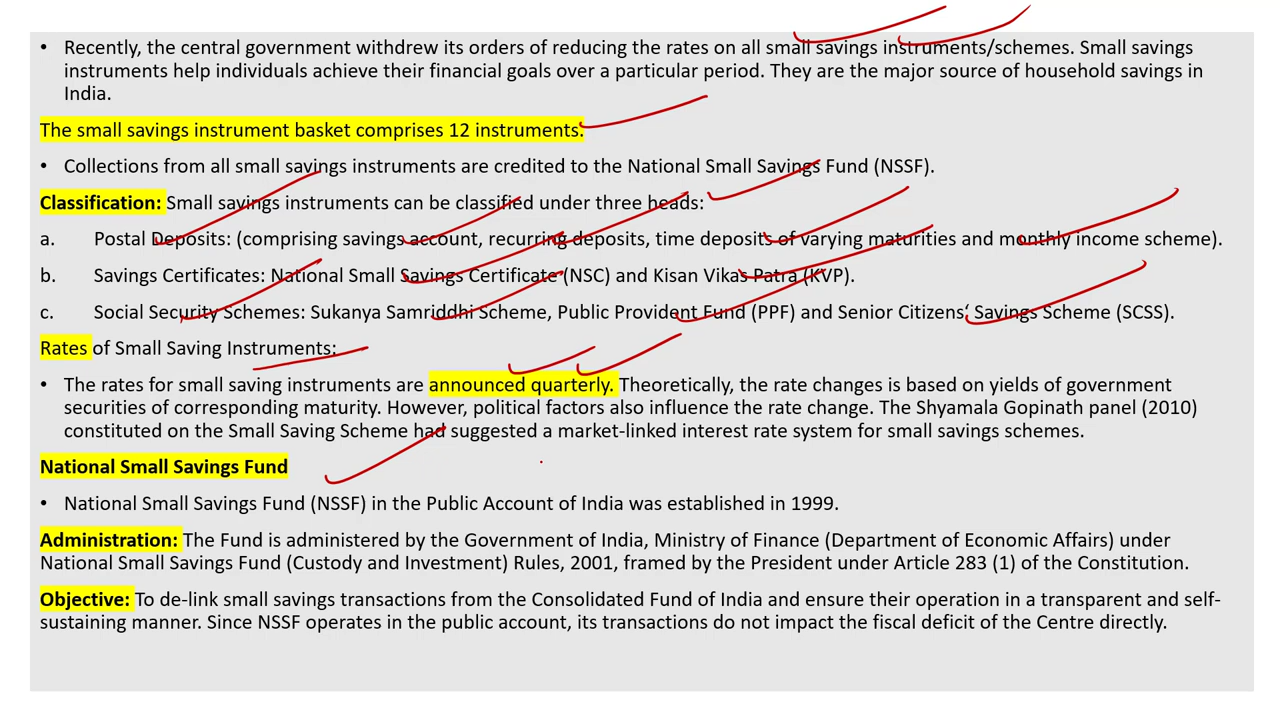 • Recently, the central government withdrew its orders of reducing the rates on all small savings instruments/schemes. Small savings
instruments help individuals achieve their financial goals over a particular period. They are the major source of household savings in
India.
The small savings instrument basket comprises 12 instruments.
• Collections from all small savings instruments are credited to the National Small Savings Fund (NSSF).
Classification: Small savings instruments can be classified under three heads:
a. Postal Deposits: (comprising savings account, recurring deposits, time deposits of varying maturities and monthly income scheme).
b. Savings Certificates: National Small Savings Certificate (NSC) and Kisan Vikas Patra (KVP).
c. Social Security Schemes: Sukanya Samriddhi Scheme, Public Provident Fund (PPF) and Senior Citizens‘ Savings Scheme (SCSS).
Rates of Small Saving Instruments:
• The rates for small saving instruments are announced quarterly. Theoretically, the rate changes is based on yields of government
securities of corresponding maturity. However, political factors also influence the rate change. The Shyamala Gopinath panel (2010)
constituted on the Small Saving Scheme had suggested a market-linked interest rate system for small savings schemes.
National Small Savings Fund
• National Small Savings Fund (NSSF) in the Public Account of India was established in 1999.
Administration: The Fund is administered by the Government of India, Ministry of Finance (Department of Economic Affairs) under
National Small Savings Fund (Custody and Investment) Rules, 2001, framed by the President under Article 283 (1) of the Constitution.
Objective: To de-link small savings transactions from the Consolidated Fund of India and ensure their operation in a transparent and self-
sustaining manner. Since NSSF operates in the public account, its transactions do not impact the fiscal deficit of the Centre directly.